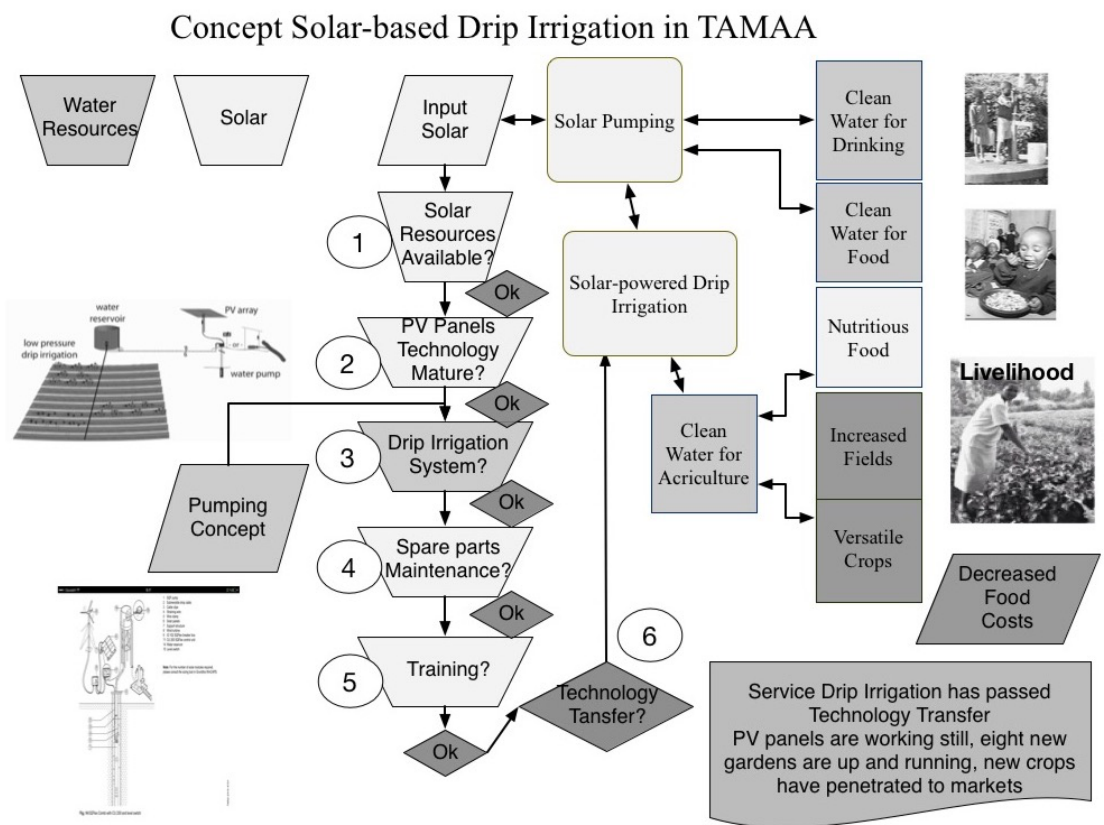 Concept Solar-based Drip Irrigation in TAMAA
Water
Resources
Solar
Input
Solar
Solar Pumping
Clean
Water for
Drinking
1
Solar
Resources
Available?
Clean
Water for
Food
Ok
Solar-powered Drip
Irrigation
water
reservoir
PV array
low pressure
drip irrigation
- or -
water pump
2
PV Panels
Technology
Mature?
Nutritious
Food
Livelihood
Ok
3
Drip Irrigation
System?
Clean
Water for
Acriculture
Increased
Fields
Ok
Pumping
Concept
Versatile
Crops
4
Spare parts
Maintenance?
Decreased
Food
Costs
Ok
6
5
Training?
Technology
Tansfer?
Ok
Service Drip Irrigation has passed
Technology Transfer
PV panels are working still, eight new
gardens are up and running, new crops
have penetrated to markets